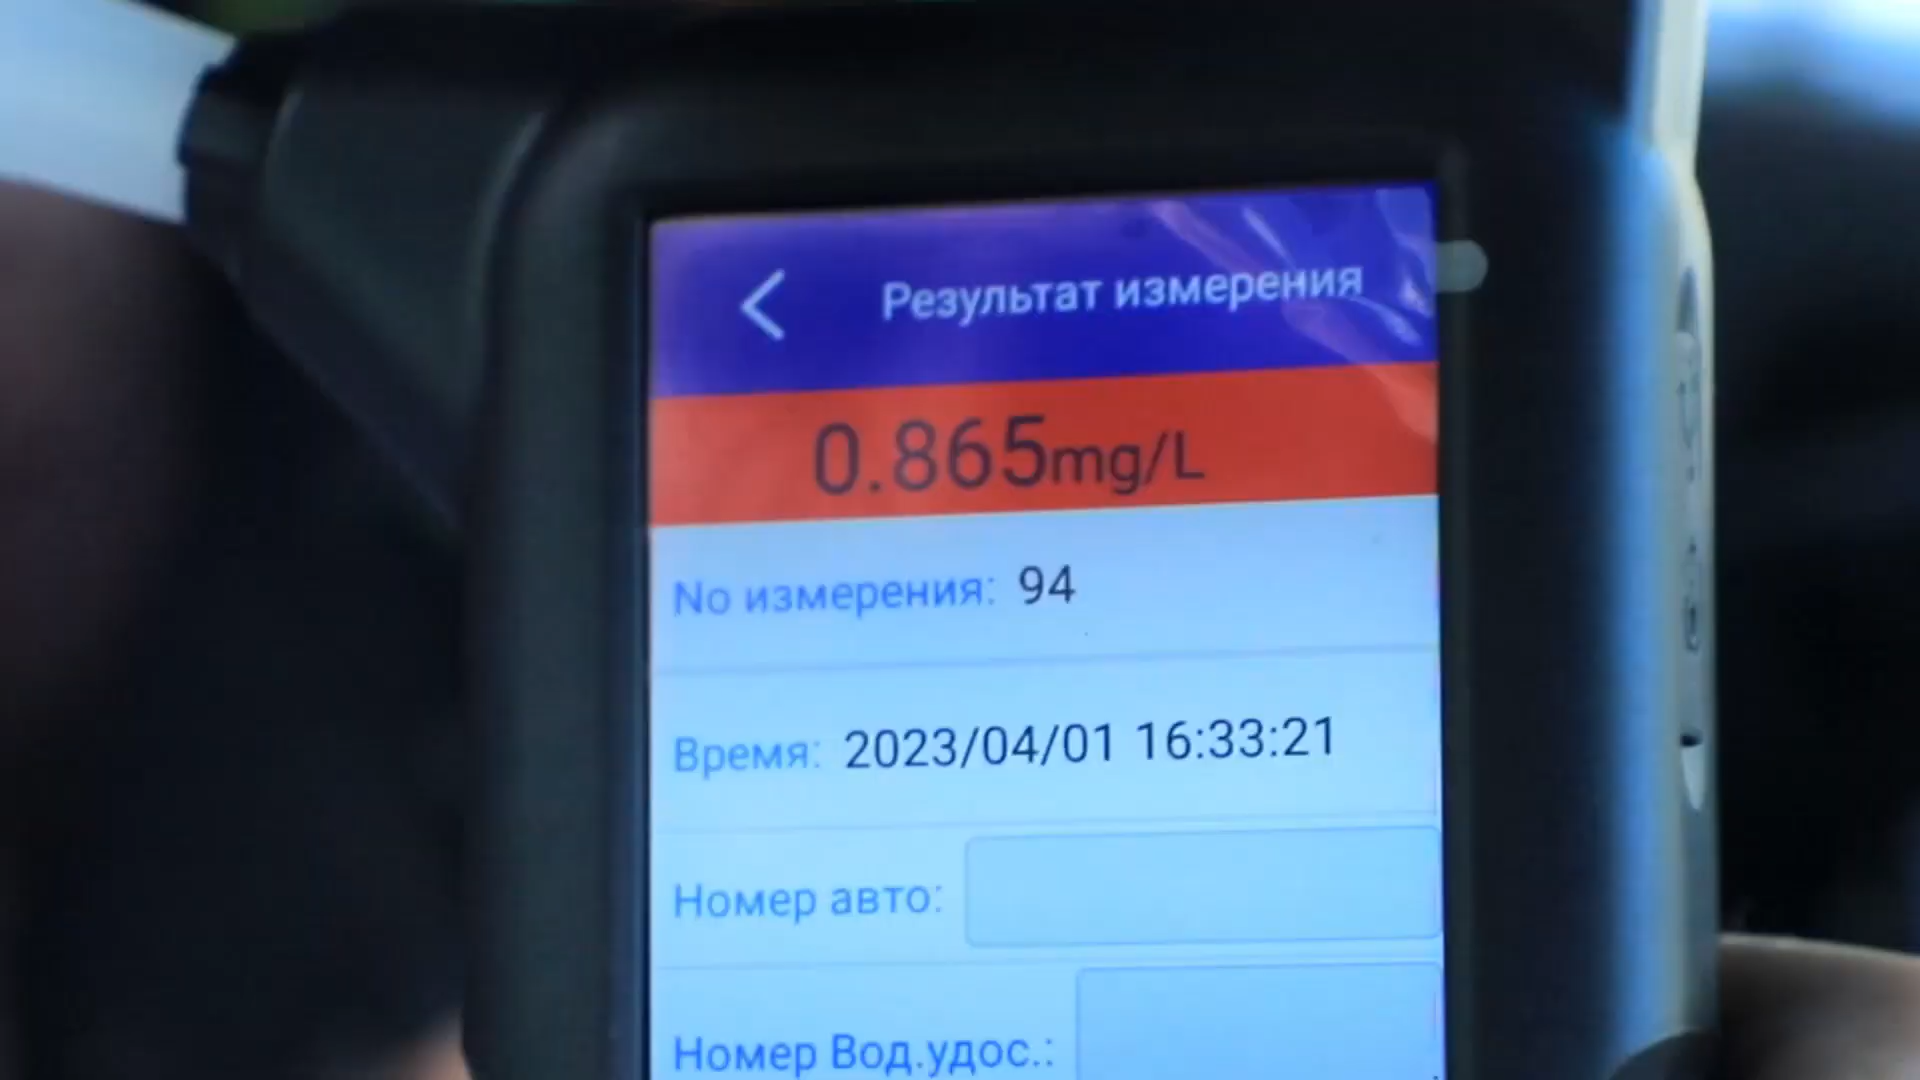 Результат измерения
0.865mg/L
No измерения: 94
Время: 2023/04/01 16:33:21
Номер авто:
Номер Вод.удос.: